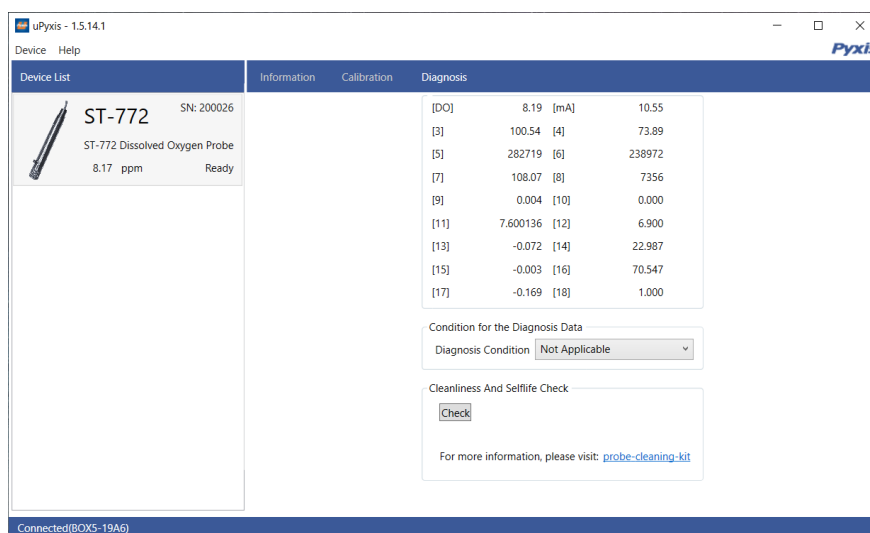 uPyxis - 1.5.14.1
Device Help
Pyxis
Device List
Information Calibration Diagnosis
ST-772 SN: 200026
ST-772 Dissolved Oxygen Probe
8.17 ppm Ready
[DO] 8.19 [mA] 10.55
[3] 100.54 [4] 73.89
[5] 282719 [6] 238972
[7] 108.07 [8] 7356
[9] 0.004 [10] 0.000
[11] 7.600136 [12] 6.900
[13] -0.072 [14] 22.987
[15] -0.003 [16] 70.547
[17] -0.169 [18] 1.000
Condition for the Diagnosis Data
Diagnosis Condition Not Applicable
Cleanliness And Selflife Check
Check
For more information, please visit: probe-cleaning-kit
Connected(BOX5-19A6)